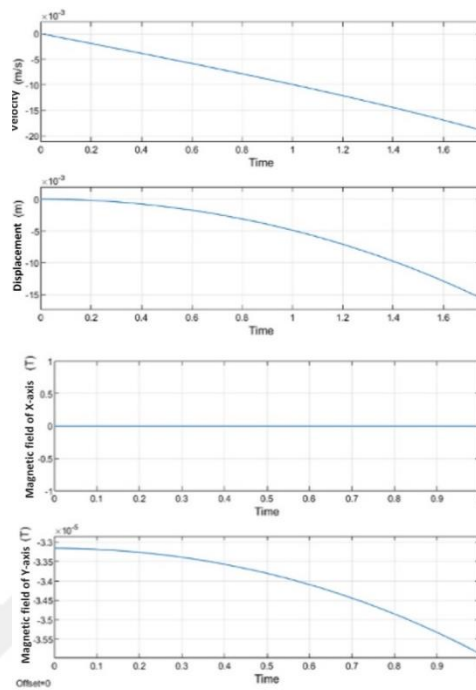 ×10⁻³
0
-5
-10
-15
-20
Velocity (m/s)
0 0.2 0.4 0.6 0.8 1 1.2 1.4 1.6
Time
×10⁻³
0
-5
-10
-15
Displacement (m)
0 0.2 0.4 0.6 0.8 1 1.2 1.4 1.6
Time
1
0.5
0
-0.5
-1
Magnetic field of X-axis (T)
0 0.1 0.2 0.3 0.4 0.5 0.6 0.7 0.8 0.9
Time
×10⁻⁵
-3.3
-3.35
-3.4
-3.45
-3.5
-3.55
Magnetic field of Y-axis (T)
0 0.1 0.2 0.3 0.4 0.5 0.6 0.7 0.8 0.9
Time
Offset=0